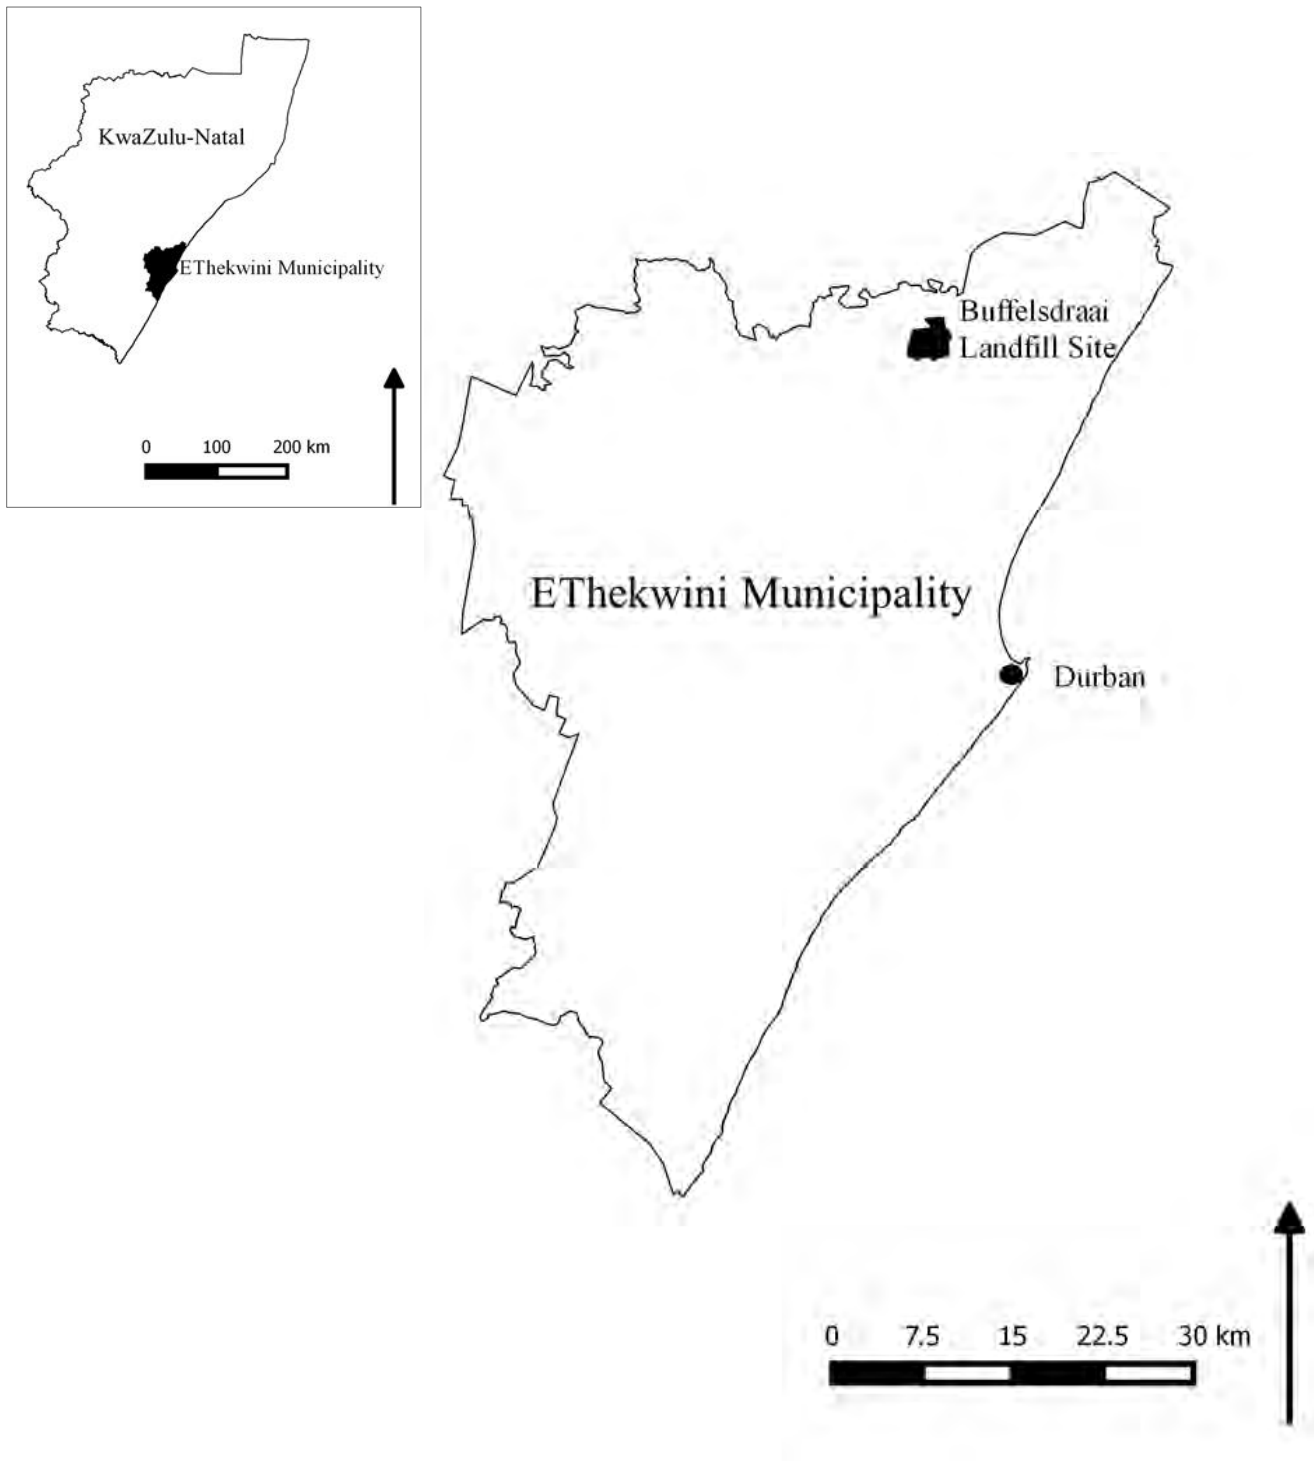 KwaZulu-Natal
EThekwini Municipality
0 100 200 km
Buffelsdraai
Landfill Site
EThekwini Municipality
Durban
0 7.5 15 22.5 30 km